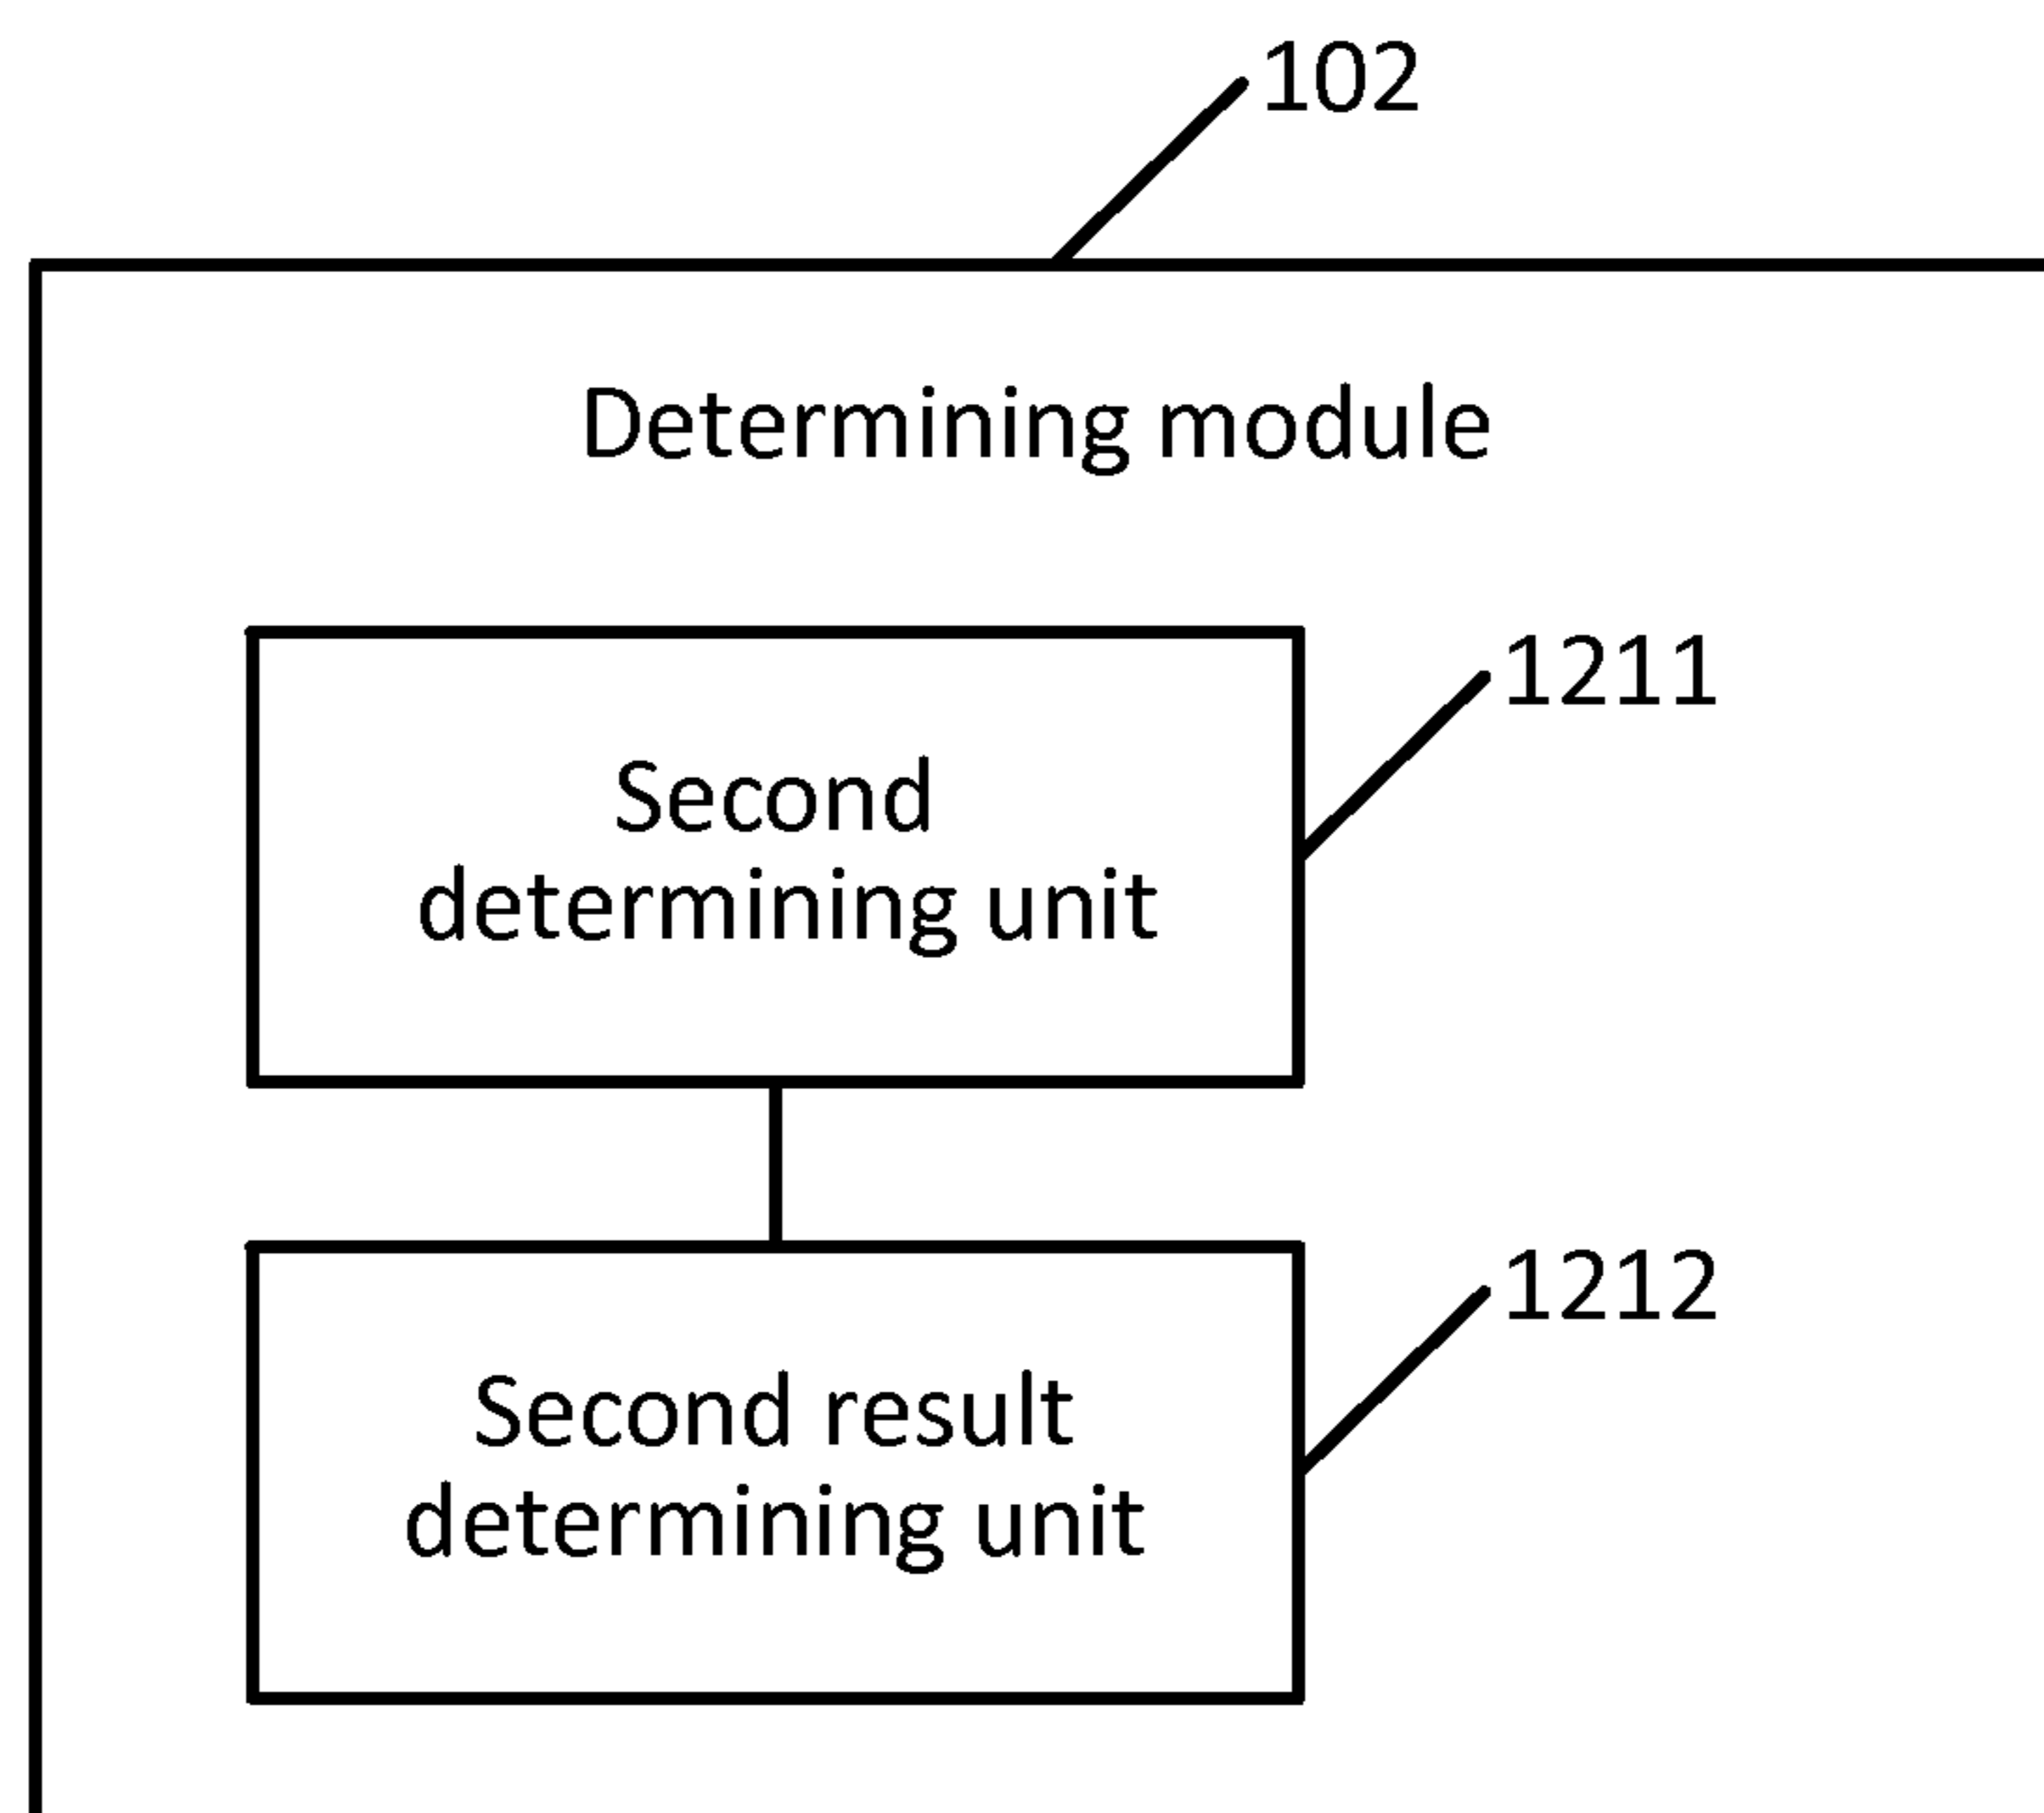 102
Determining module
1211
Second
determining unit
1212
Second result
determining unit